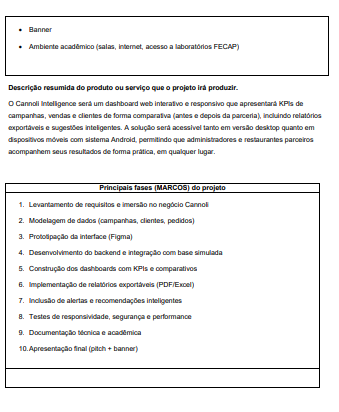 • Banner
• Ambiente acadêmico (salas, internet, acesso a laboratórios FECAP)
Descrição resumida do produto ou serviço que o projeto irá produzir.
O Cannoli Intelligence será um dashboard web interativo e responsivo que apresentará KPIs de
campanhas, vendas e clientes de forma comparativa (antes e depois da parceria), incluindo relatórios
exportáveis e sugestões inteligentes. A solução será acessível tanto em versão desktop quanto em
dispositivos móveis com sistema Android, permitindo que administradores e restaurantes parceiros
acompanhem seus resultados de forma prática, em qualquer lugar.
Principais fases (MARCOS) do projeto
1. Levantamento de requisitos e imersão no negócio Cannoli
2. Modelagem de dados (campanhas, clientes, pedidos)
3. Prototipação da interface (Figma)
4. Desenvolvimento do backend e integração com base simulada
5. Construção dos dashboards com KPIs e comparativos
6. Implementação de relatórios exportáveis (PDF/Excel)
7. Inclusão de alertas e recomendações inteligentes
8. Testes de responsividade, segurança e performance
9. Documentação técnica e acadêmica
10. Apresentação final (pitch + banner)